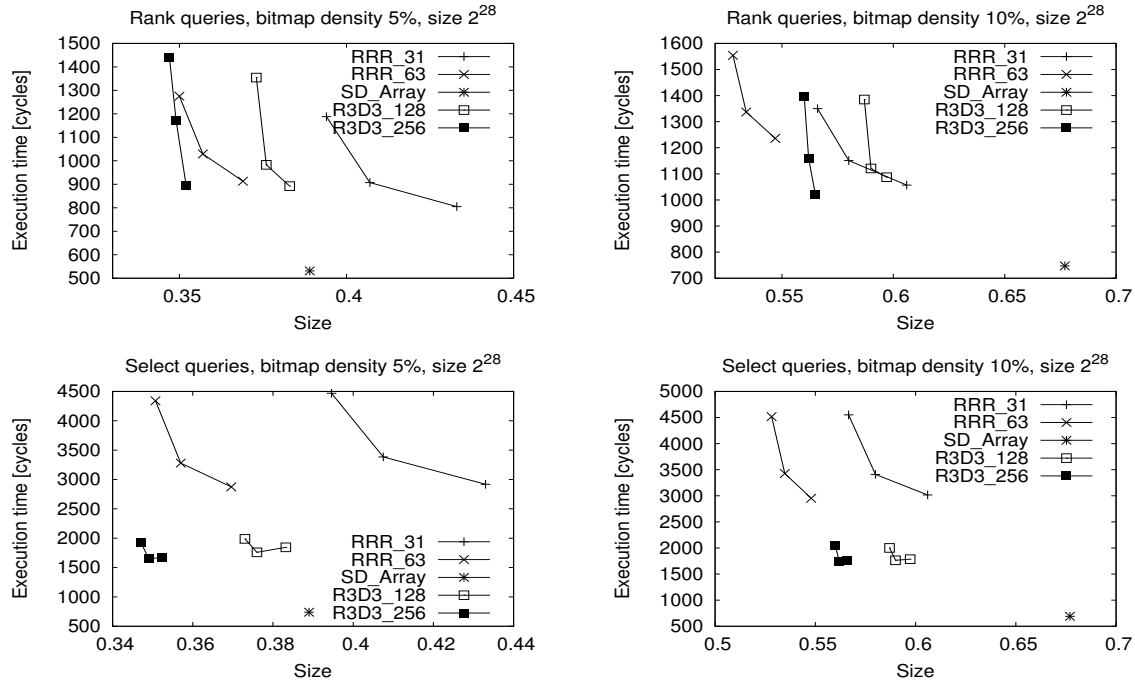 Rank queries, bitmap density 5%, size 2^28
Execution time [cycles]
1500
1400
1300
1200
1100
1000
900
800
700
600
500
RRR_31
RRR_63
SD_Array
R3D3_128
R3D3_256
0.35 0.4 0.45
Size
Rank queries, bitmap density 10%, size 2^28
Execution time [cycles]
1600
1500
1400
1300
1200
1100
1000
900
800
700
RRR_31
RRR_63
SD_Array
R3D3_128
R3D3_256
0.55 0.6 0.65 0.7
Size
Select queries, bitmap density 5%, size 2^28
Execution time [cycles]
4500
4000
3500
3000
2500
2000
1500
1000
500
RRR_31
RRR_63
SD_Array
R3D3_128
R3D3_256
0.34 0.36 0.38 0.4 0.42 0.44
Size
Select queries, bitmap density 10%, size 2^28
Execution time [cycles]
5000
4500
4000
3500
3000
2500
2000
1500
1000
500
RRR_31
RRR_63
SD_Array
R3D3_128
R3D3_256
0.5 0.55 0.6 0.65 0.7
Size